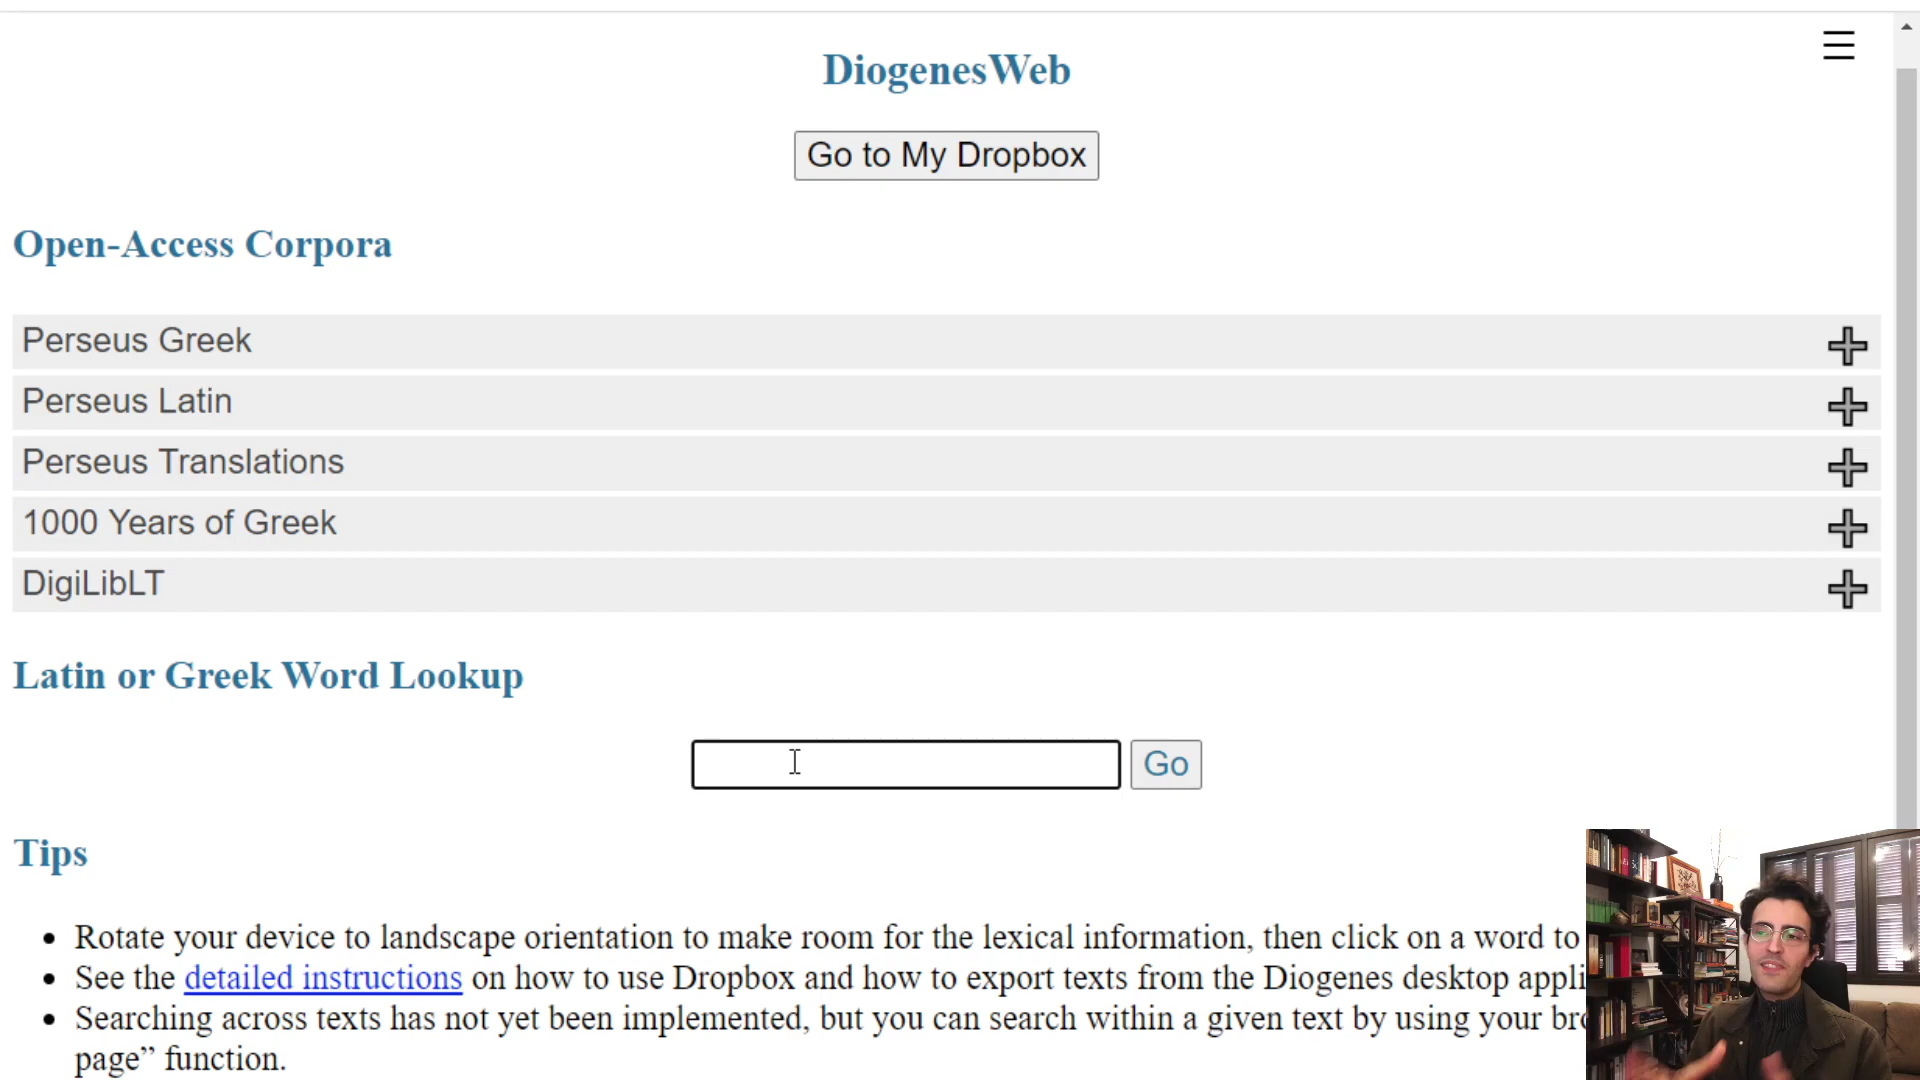 DiogenesWeb
Go to My Dropbox
Open-Access Corpora
Perseus Greek
Perseus Latin
Perseus Translations
1000 Years of Greek
DigiLibLT
Latin or Greek Word Lookup
Go
Tips
Rotate your device to landscape orientation to make room for the lexical information, then click on a word to
See the detailed instructions on how to use Dropbox and how to export texts from the Diogenes desktop appli
Searching across texts has not yet been implemented, but you can search within a given text by using your bro
page” function.